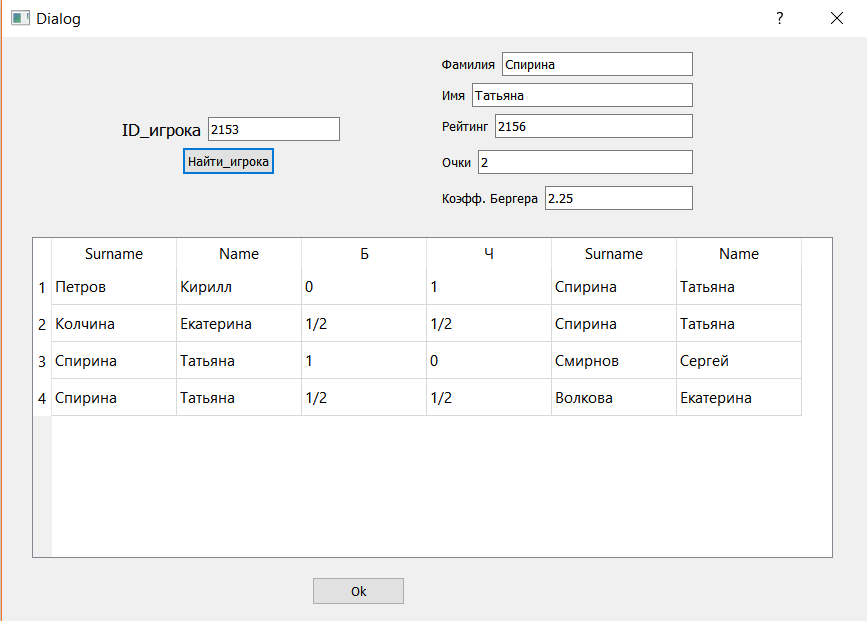 Dialog ?
Фамилия Спирина
Имя Татьяна
ID_игрока 2153
Рейтинг 2156
Найти_игрока
Очки 2
Коэфф. Бергера 2.25
Surname Name Б Ч Surname Name
1 Петров Кирилл 0 1 Спирина Татьяна
2 Колчина Екатерина 1/2 1/2 Спирина Татьяна
3 Спирина Татьяна 1 0 Смирнов Сергей
4 Спирина Татьяна 1/2 1/2 Волкова Екатерина
Ok